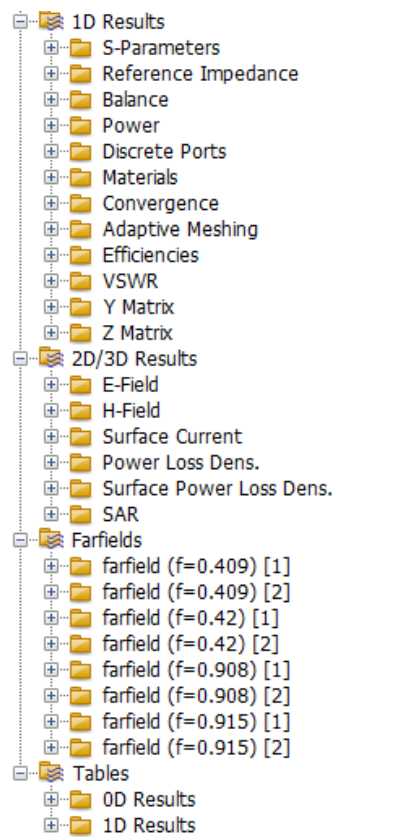 1D Results
S-Parameters
Reference Impedance
Balance
Power
Discrete Ports
Materials
Convergence
Adaptive Meshing
Efficiencies
VSWR
Y Matrix
Z Matrix
2D/3D Results
E-Field
H-Field
Surface Current
Power Loss Dens.
Surface Power Loss Dens.
SAR
Farfields
farfield (f=0.409) [1]
farfield (f=0.409) [2]
farfield (f=0.42) [1]
farfield (f=0.42) [2]
farfield (f=0.908) [1]
farfield (f=0.908) [2]
farfield (f=0.915) [1]
farfield (f=0.915) [2]
Tables
0D Results
1D Results